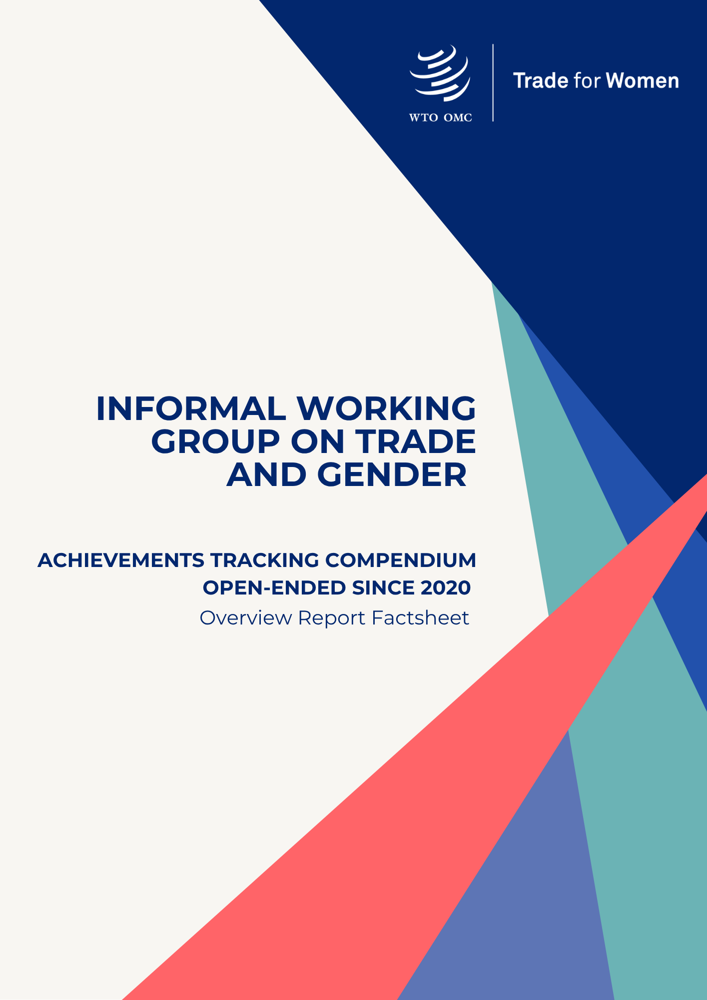 WTO OMC
Trade for Women
INFORMAL WORKING
GROUP ON TRADE
AND GENDER
ACHIEVEMENTS TRACKING COMPENDIUM
OPEN-ENDED SINCE 2020
Overview Report Factsheet